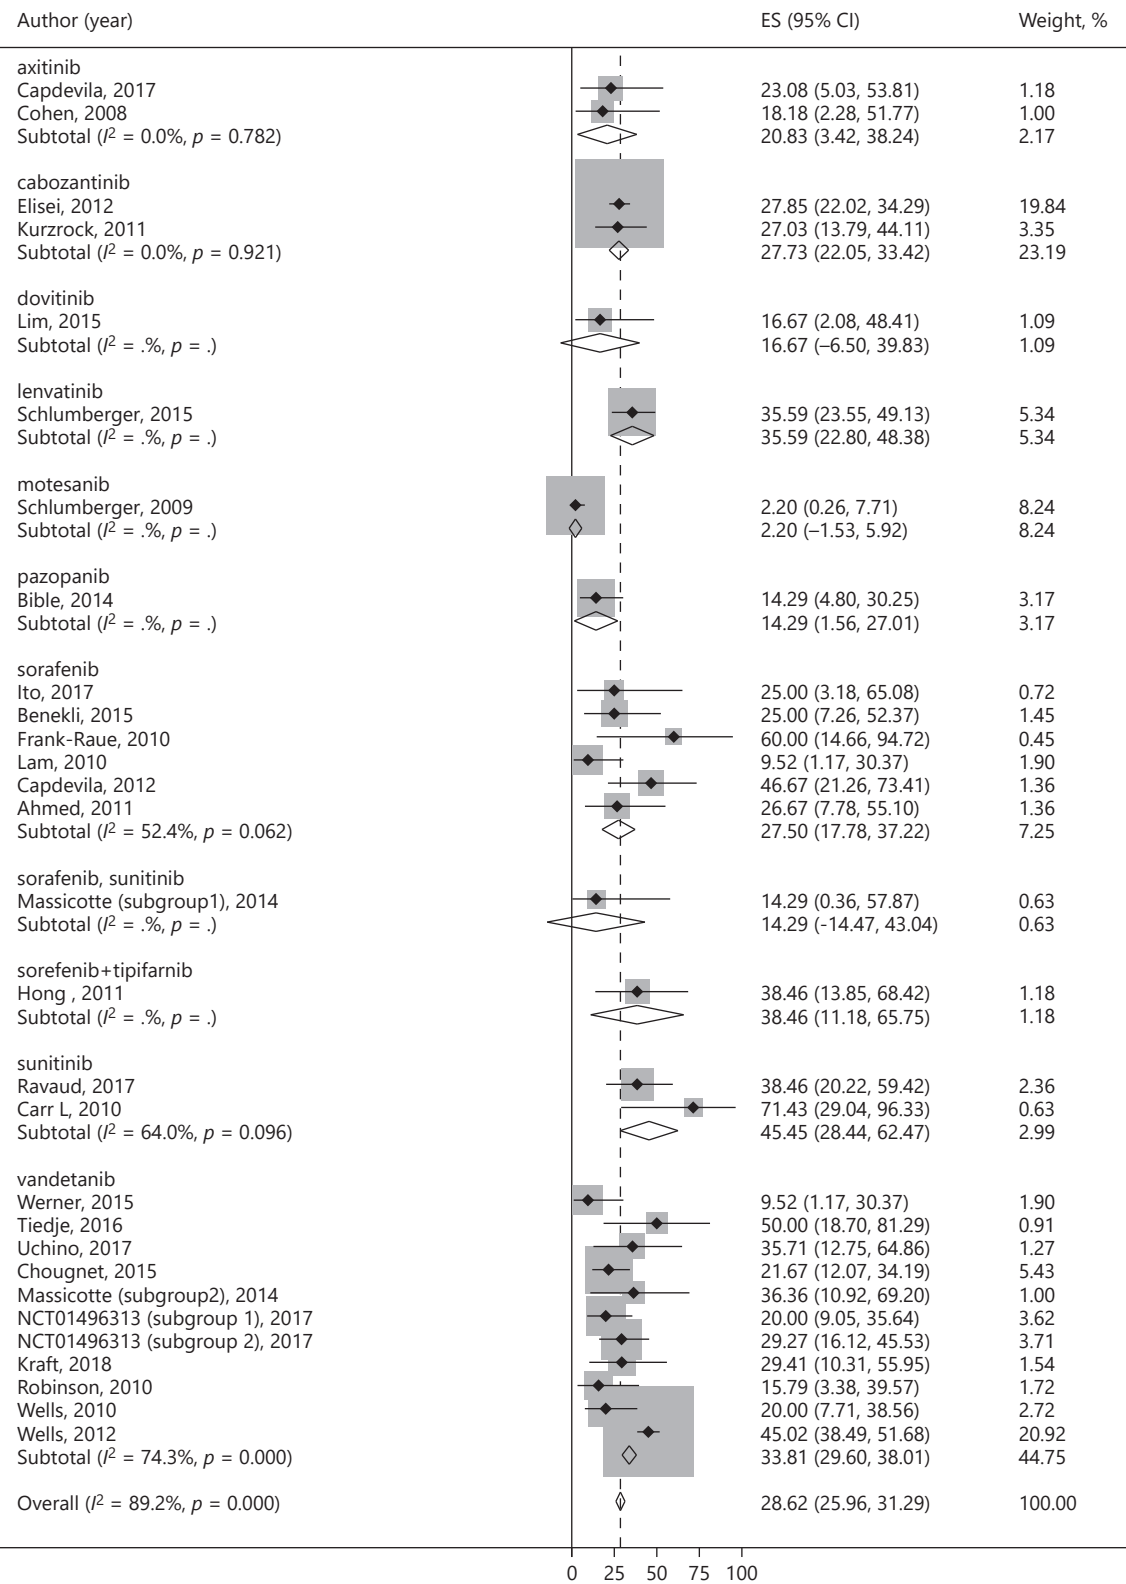 Author (year) ES (95% CI) Weight, %
axitinib
Capdevila, 2017 23.08 (5.03, 53.81) 1.18
Cohen, 2008 18.18 (2.28, 51.77) 1.00
Subtotal (I2 = 0.0%, p = 0.782) 20.83 (3.42, 38.24) 2.17
cabozantinib
Elisei, 2012 27.85 (22.02, 34.29) 19.84
Kurzrock, 2011 27.03 (13.79, 44.11) 3.35
Subtotal (I2 = 0.0%, p = 0.921) 27.73 (22.05, 33.42) 23.19
dovitinib
Lim, 2015 16.67 (2.08, 48.41) 1.09
Subtotal (I2 = .%, p = .) 16.67 (–6.50, 39.83) 1.09
lenvatinib
Schlumberger, 2015 35.59 (23.55, 49.13) 5.34
Subtotal (I2 = .%, p = .) 35.59 (22.80, 48.38) 5.34
motesanib
Schlumberger, 2009 2.20 (0.26, 7.71) 8.24
Subtotal (I2 = .%, p = .) 2.20 (–1.53, 5.92) 8.24
pazopanib
Bible, 2014 14.29 (4.80, 30.25) 3.17
Subtotal (I2 = .%, p = .) 14.29 (1.56, 27.01) 3.17
sorafenib
Ito, 2017 25.00 (3.18, 65.08) 0.72
Benekli, 2015 25.00 (7.26, 52.37) 1.45
Frank-Raue, 2010 60.00 (14.66, 94.72) 0.45
Lam, 2010 9.52 (1.17, 30.37) 1.90
Capdevila, 2012 46.67 (21.26, 73.41) 1.36
Ahmed, 2011 26.67 (7.78, 55.10) 1.36
Subtotal (I2 = 52.4%, p = 0.062) 27.50 (17.78, 37.22) 7.25
sorafenib, sunitinib
Massicotte (subgroup1), 2014 14.29 (0.36, 57.87) 0.63
Subtotal (I2 = .%, p = .) 14.29 (-14.47, 43.04) 0.63
sorefenib+tipifarnib
Hong , 2011 38.46 (13.85, 68.42) 1.18
Subtotal (I2 = .%, p = .) 38.46 (11.18, 65.75) 1.18
sunitinib
Ravaud, 2017 38.46 (20.22, 59.42) 2.36
Carr L, 2010 71.43 (29.04, 96.33) 0.63
Subtotal (I2 = 64.0%, p = 0.096) 45.45 (28.44, 62.47) 2.99
vandetanib
Werner, 2015 9.52 (1.17, 30.37) 1.90
Tiedje, 2016 50.00 (18.70, 81.29) 0.91
Uchino, 2017 35.71 (12.75, 64.86) 1.27
Chougnet, 2015 21.67 (12.07, 34.19) 5.43
Massicotte (subgroup2), 2014 36.36 (10.92, 69.20) 1.00
NCT01496313 (subgroup 1), 2017 20.00 (9.05, 35.64) 3.62
NCT01496313 (subgroup 2), 2017 29.27 (16.12, 45.53) 3.71
Kraft, 2018 29.41 (10.31, 55.95) 1.54
Robinson, 2010 15.79 (3.38, 39.57) 1.72
Wells, 2010 20.00 (7.71, 38.56) 2.72
Wells, 2012 45.02 (38.49, 51.68) 20.92
Subtotal (I2 = 74.3%, p = 0.000) 33.81 (29.60, 38.01) 44.75
Overall (I2 = 89.2%, p = 0.000) 28.62 (25.96, 31.29) 100.00
0 25 50 75 100